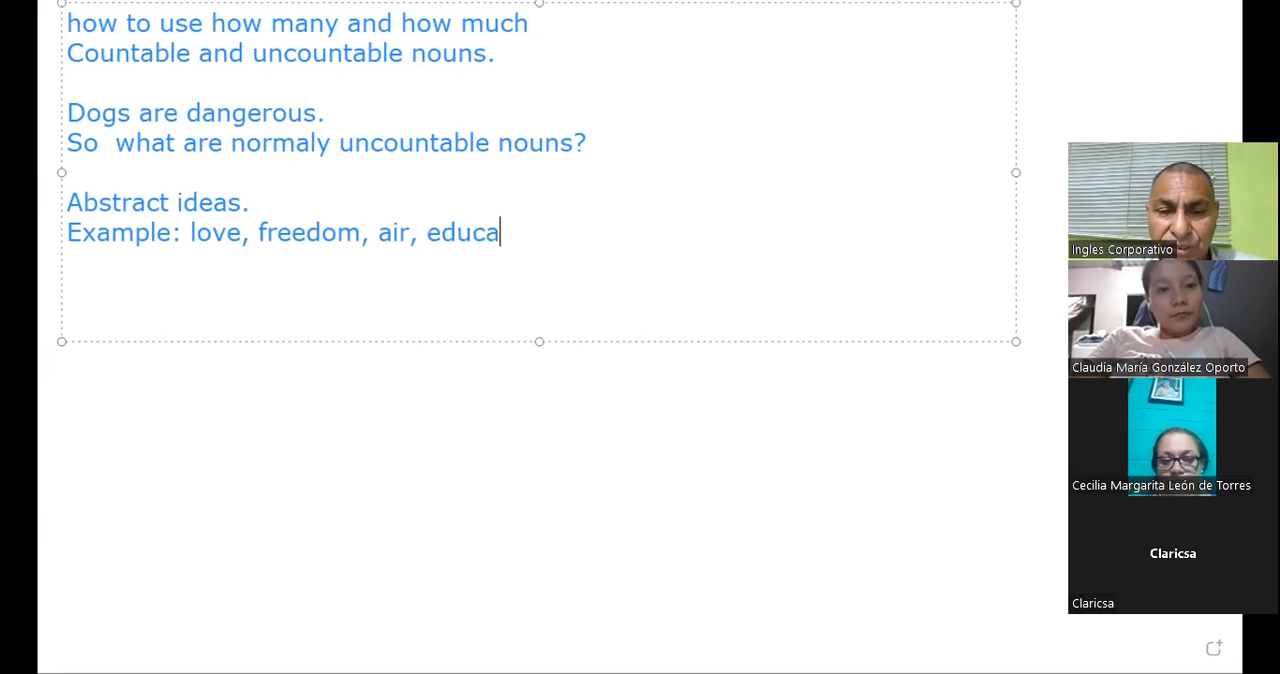 how to use how many and how much
Countable and uncountable nouns.
Dogs are dangerous.
So  what are normaly uncountable nouns?
Abstract ideas.
Example: love, freedom, air, educa
Ingles Corporativo
Claudia María González Oporto
Cecilia Margarita León de Torres
Claricsa
Claricsa